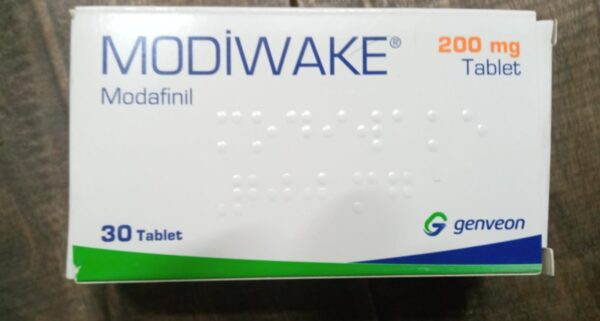 MODİWAKE®
Modafinil
200 mg
Tablet
30 Tablet
genveon